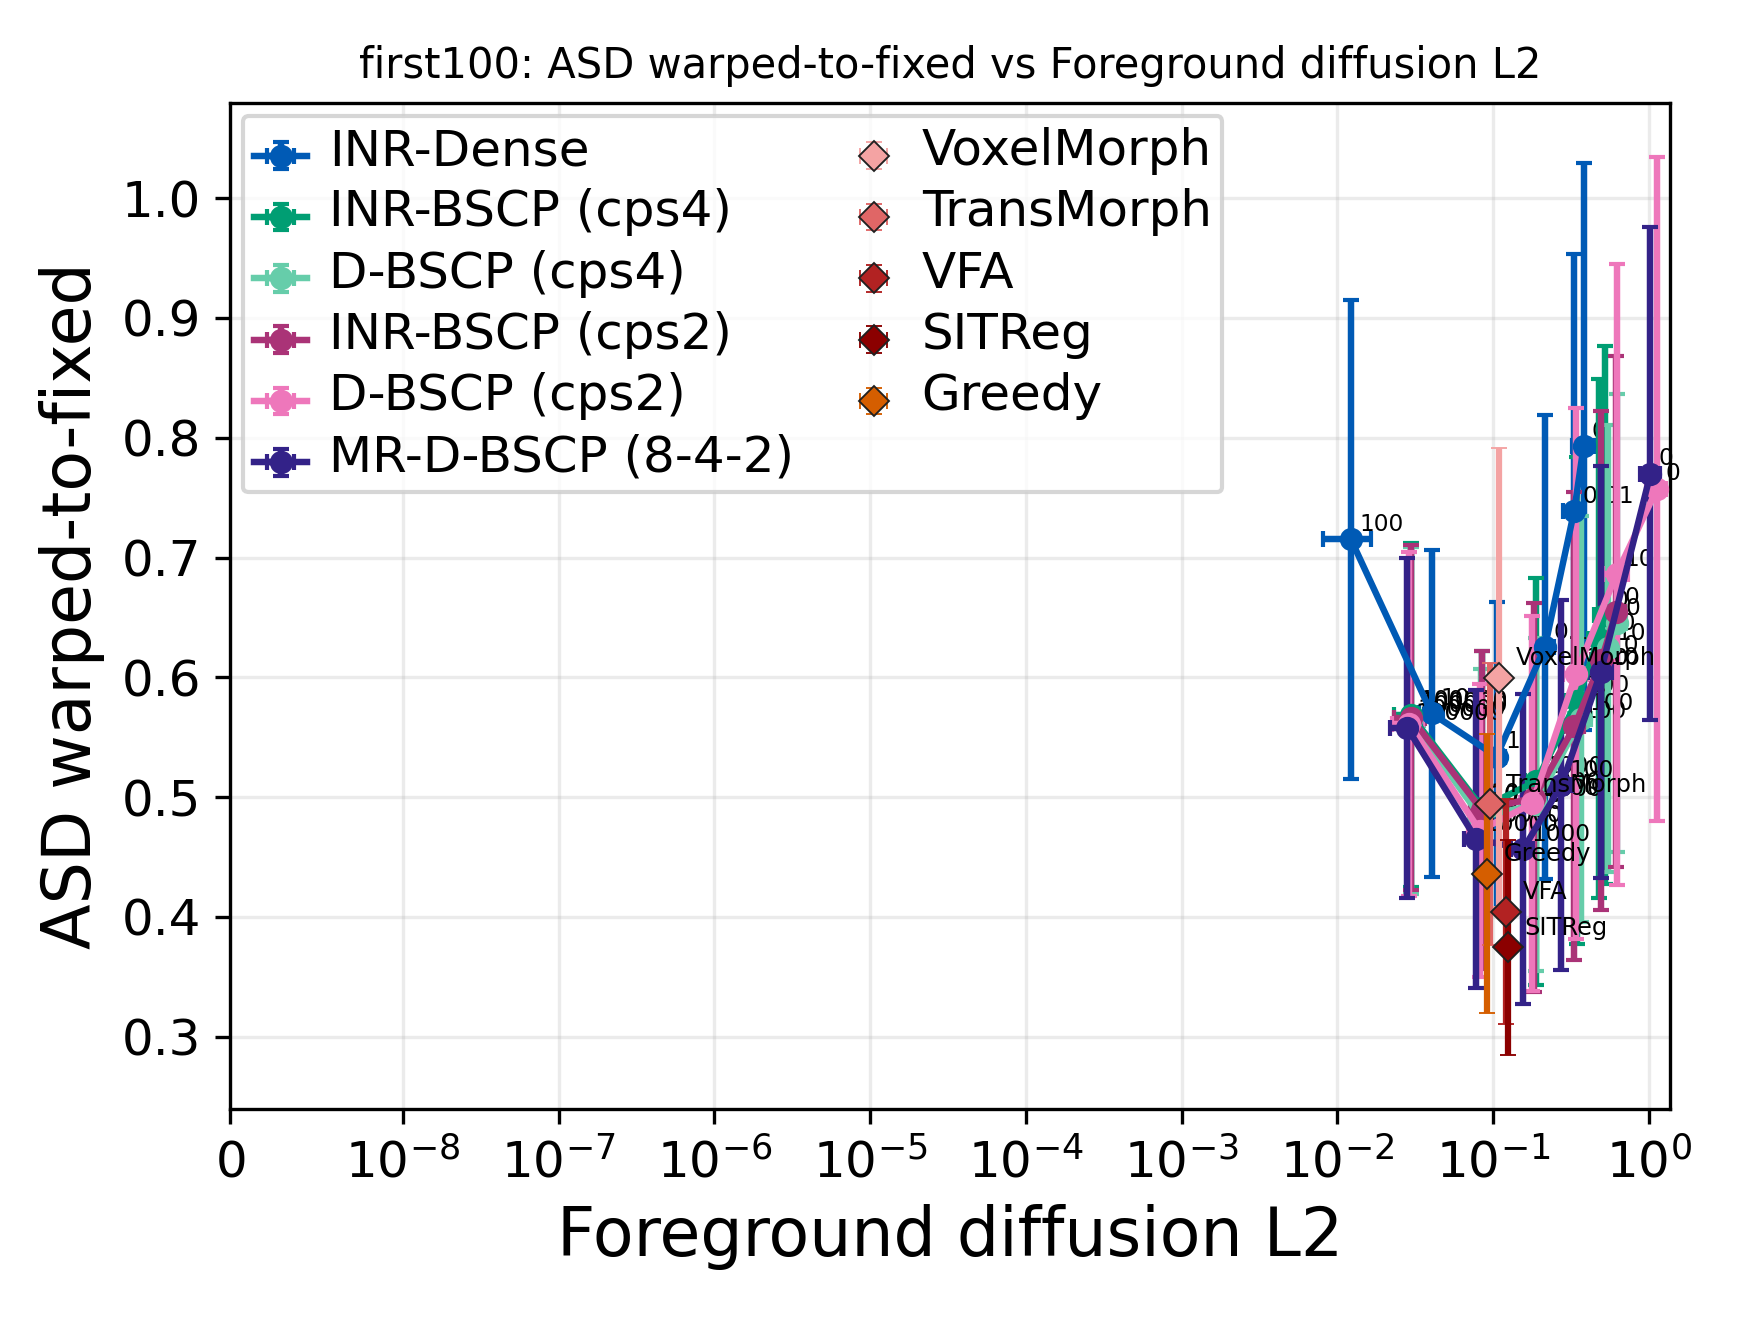 first100: ASD warped-to-fixed vs Foreground diffusion L2
ASD warped-to-fixed
1.0
0.9
0.8
0.7
0.6
0.5
0.4
0.3
INR-Dense
INR-BSCP (cps4)
D-BSCP (cps4)
INR-BSCP (cps2)
D-BSCP (cps2)
MR-D-BSCP (8-4-2)
VoxelMorph
TransMorph
VFA
SITReg
Greedy
100
0
0
10
VoxelMorph
1
TransMorph
1000
Greedy
VFA
SITReg
0
10⁻⁸
10⁻⁷
10⁻⁶
10⁻⁵
10⁻⁴
10⁻³
10⁻²
10⁻¹
10⁰
Foreground diffusion L2